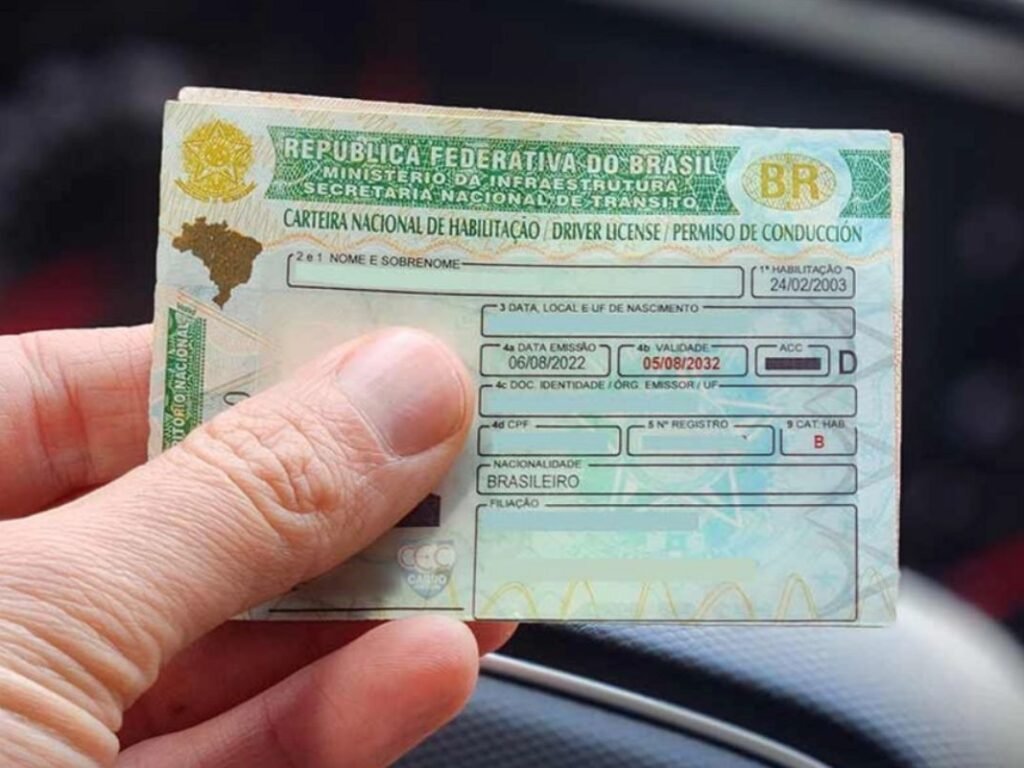 REPÚBLICA FEDERATIVA DO BRASIL
MINISTÉRIO DA INFRAESTRUTURA
SECRETARIA NACIONAL DE TRÂNSITO
BR
CARTEIRA NACIONAL DE HABILITAÇÃO / DRIVER LICENSE / PERMISO DE CONDUCCIÓN
2 e 1 NOME E SOBRENOME
1ª HABILITAÇÃO
24/02/2003
3 DATA, LOCAL E UF DE NASCIMENTO
4a DATA EMISSÃO
06/08/2022
4b VALIDADE
05/08/2032
ACC
D
4c DOC. IDENTIDADE / ÓRG. EMISSOR / UF
4d CPF
5 Nº REGISTRO
9 CAT. HAB.
B
NACIONALIDADE
BRASILEIRO
FILIAÇÃO
NACIONAL